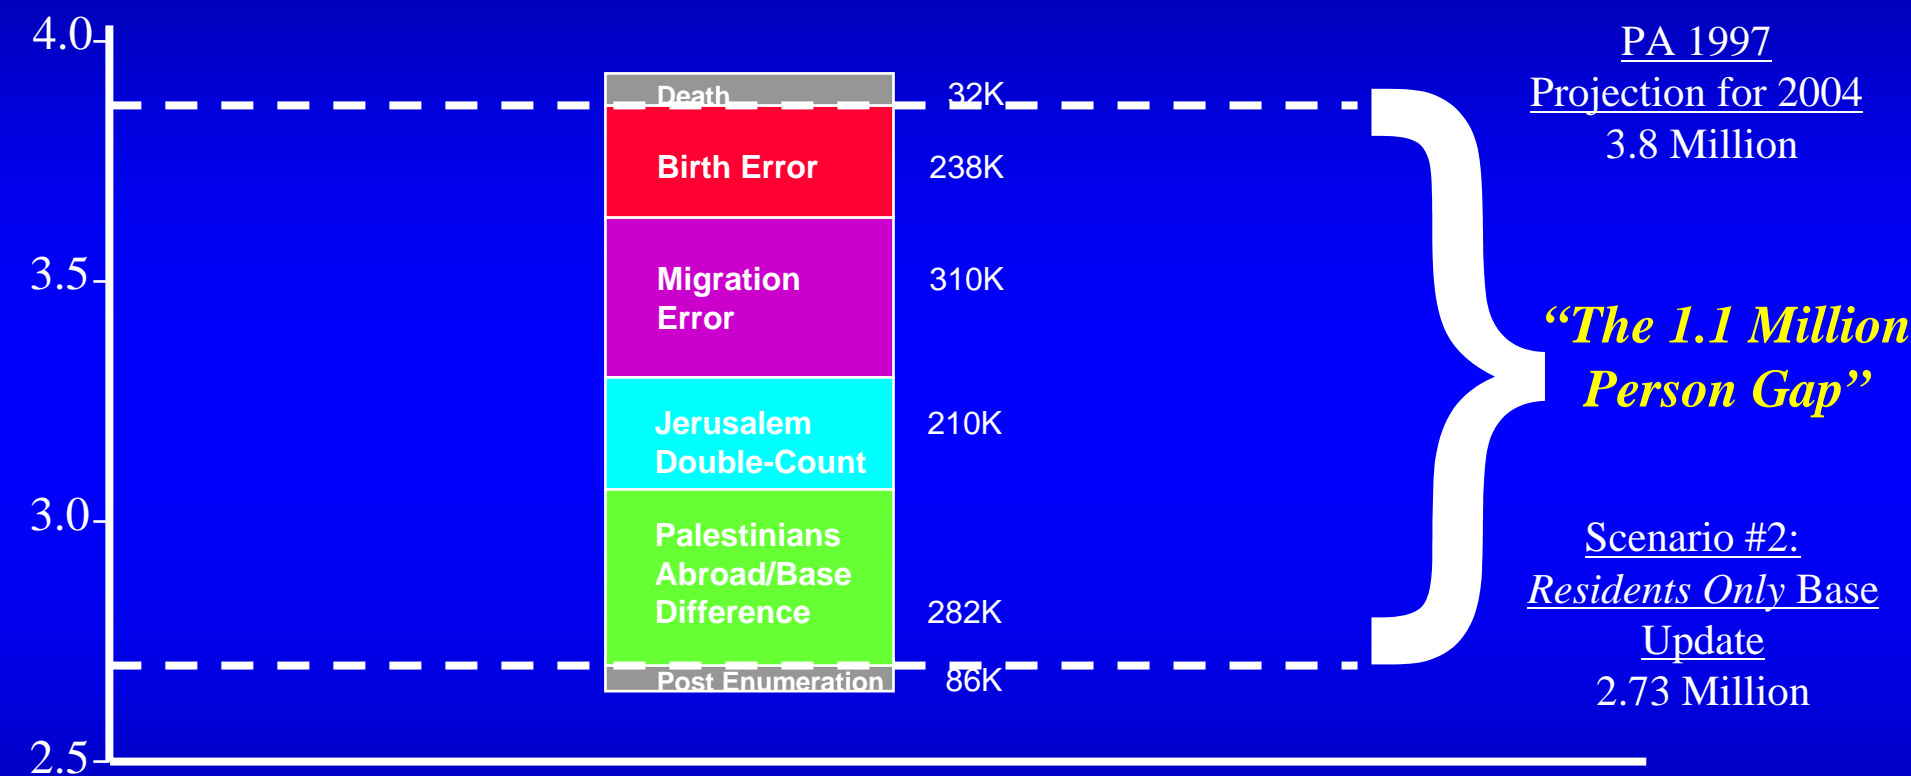 4.0
3.5
3.0
2.5
Death 32K
Birth Error 238K
Migration 310K
Error
Jerusalem 210K
Double-Count
Palestinians
Abroad/Base
Difference 282K
Post Enumeration 86K
PA 1997
Projection for 2004
3.8 Million
“The 1.1 Million
Person Gap”
Scenario #2:
Residents Only Base
Update
2.73 Million